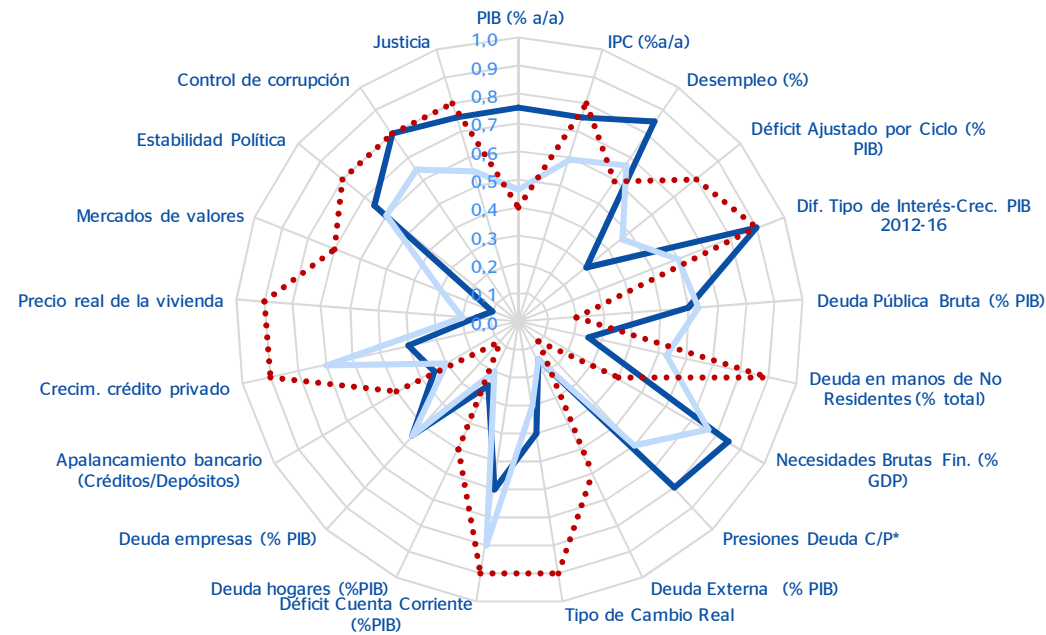 PIB (% a/a)
IPC (%a/a)
Desempleo (%)
Déficit Ajustado por Ciclo (%
PIB)
Dif. Tipo de Interés-Crec. PIB
2012-16
Deuda Pública Bruta (% PIB)
Deuda en manos de No
Residentes (% total)
Necesidades Brutas Fin. (%
GDP)
Presiones Deuda C/P*
Deuda Externa (% PIB)
Tipo de Cambio Real
Déficit Cuenta Corriente
(%PIB)
Deuda hogares (%PIB)
Deuda empresas (% PIB)
Apalancamiento bancario
(Créditos/Depósitos)
Crecim. crédito privado
Precio real de la vivienda
Mercados de valores
Estabilidad Política
Control de corrupción
Justicia
1,0
0,9
0,8
0,7
0,6
0,5
0,4
0,3
0,2
0,1
0,0